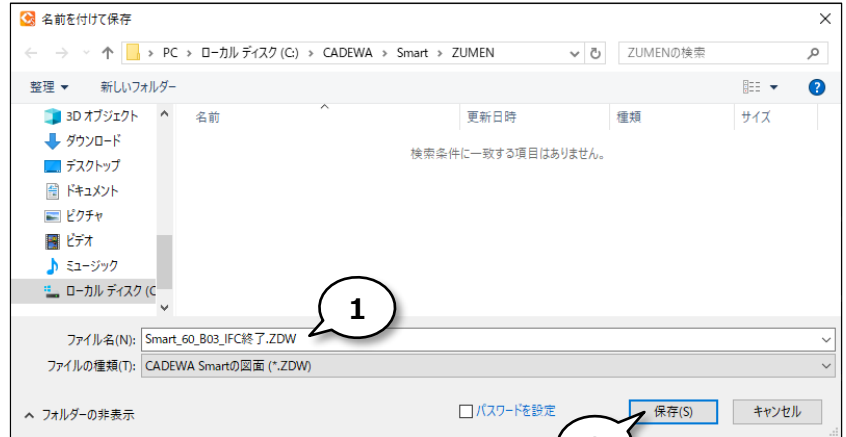 名前を付けて保存
PC › ローカル ディスク (C:) › CADEWA › Smart › ZUMEN
ZUMENの検索
整理 新しいフォルダー
名前 更新日時 種類 サイズ
検索条件に一致する項目はありません。
3D オブジェクト
ダウンロード
デスクトップ
ドキュメント
ピクチャ
ビデオ
ミュージック
ローカル ディスク (C
1
ファイル名(N): Smart_60_B03_IFC終了.ZDW
ファイルの種類(T): CADEWA Smartの図面 (*.ZDW)
フォルダーの非表示
パスワードを設定
保存(S)
キャンセル